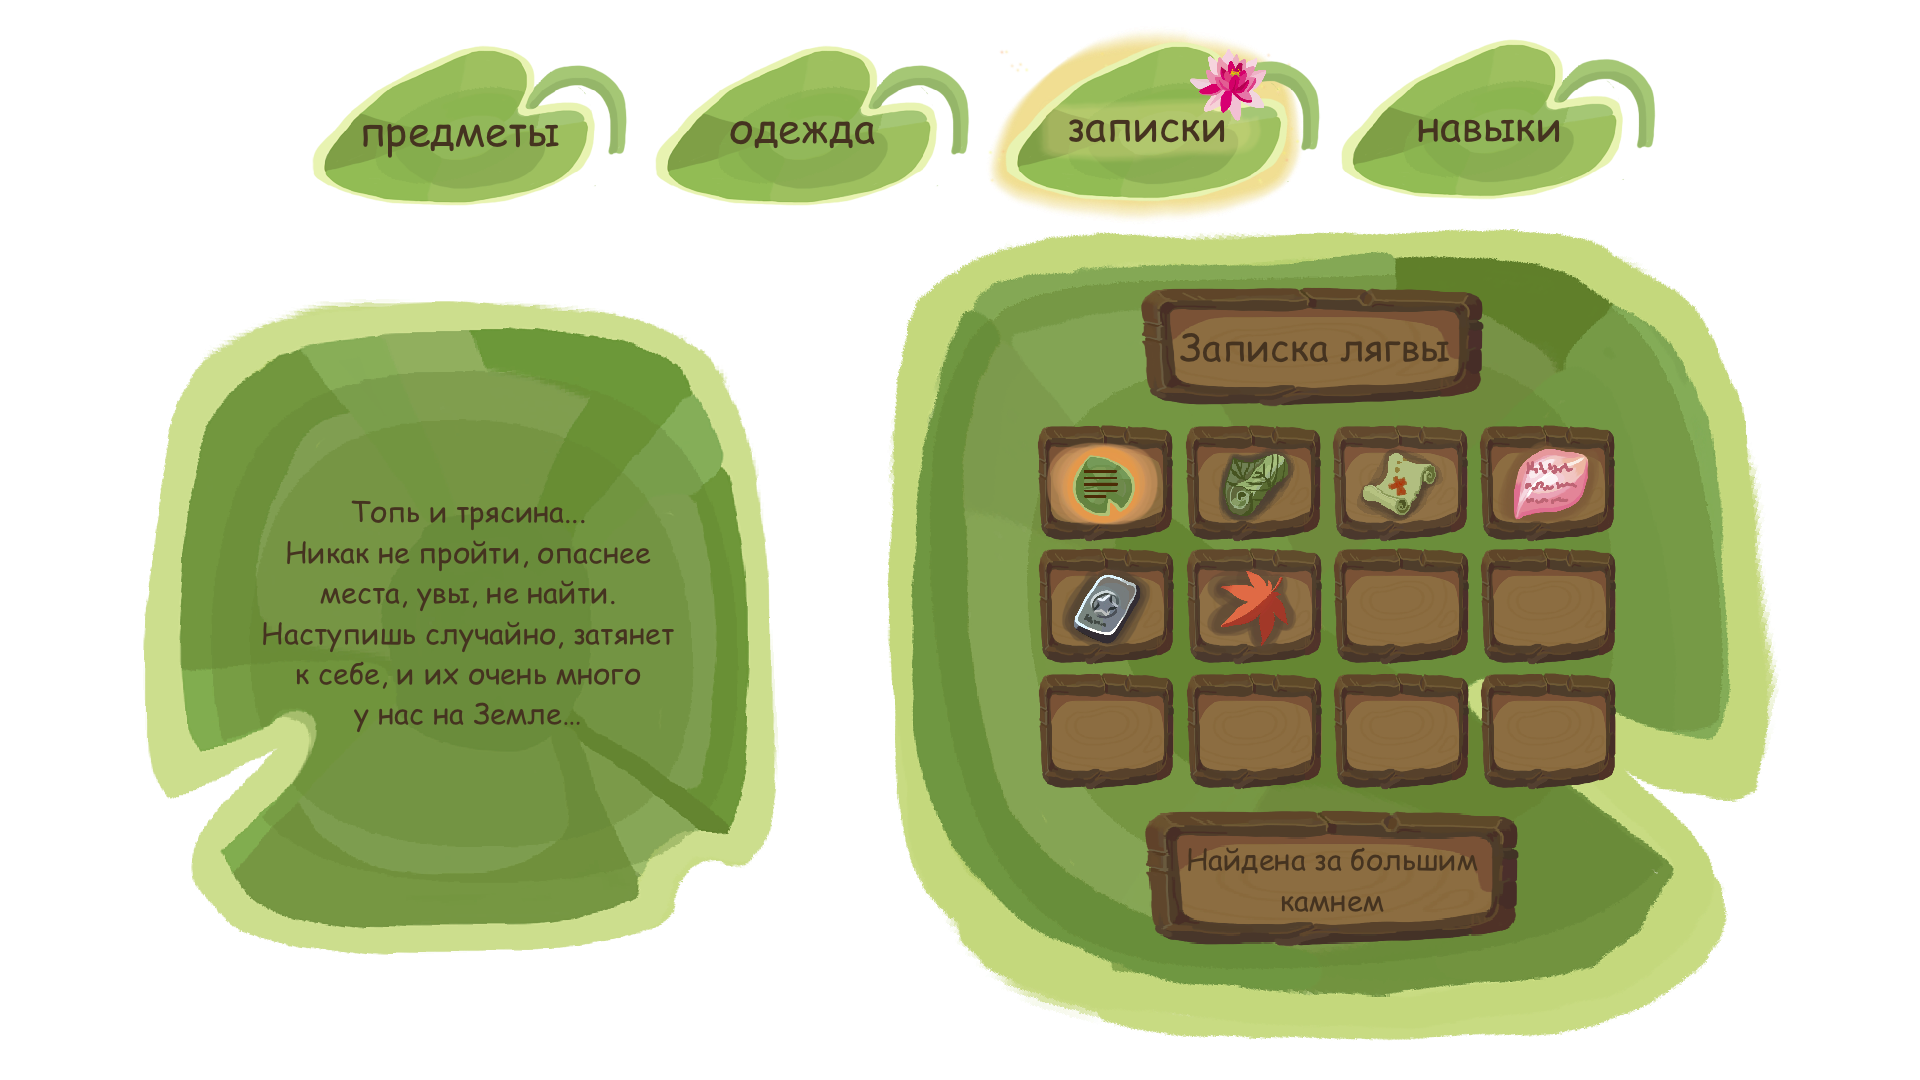 предметы
одежда
записки
навыки
Топь и трясина...
Никак не пройти, опаснее
места, увы, не найти.
Наступишь случайно, затянет
к себе, и их очень много
у нас на Земле...
Записка лягвы
Найдена за большим
камнем